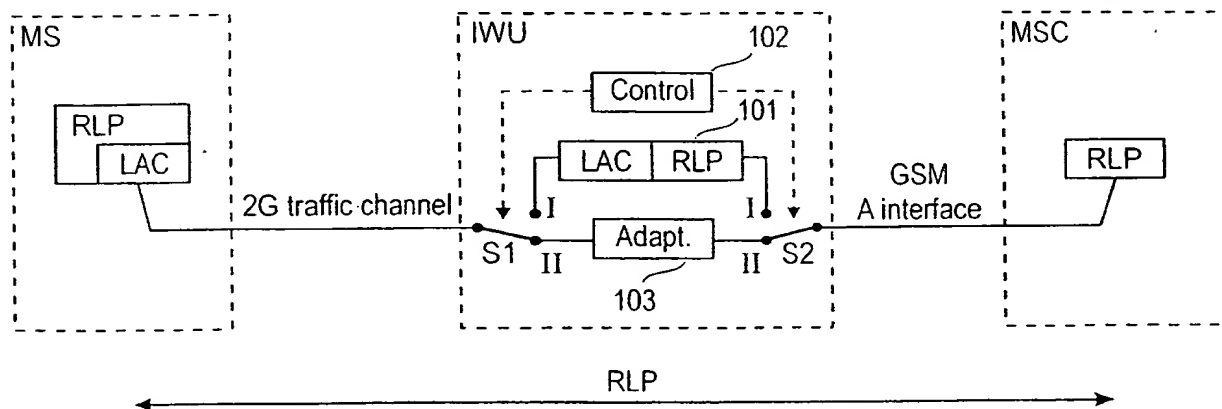 MS
IWU
MSC
102
Control
101
RLP
LAC
LAC RLP
RLP
2G traffic channel
I
I
GSM
A interface
S1
Adapt.
S2
II
II
103
RLP